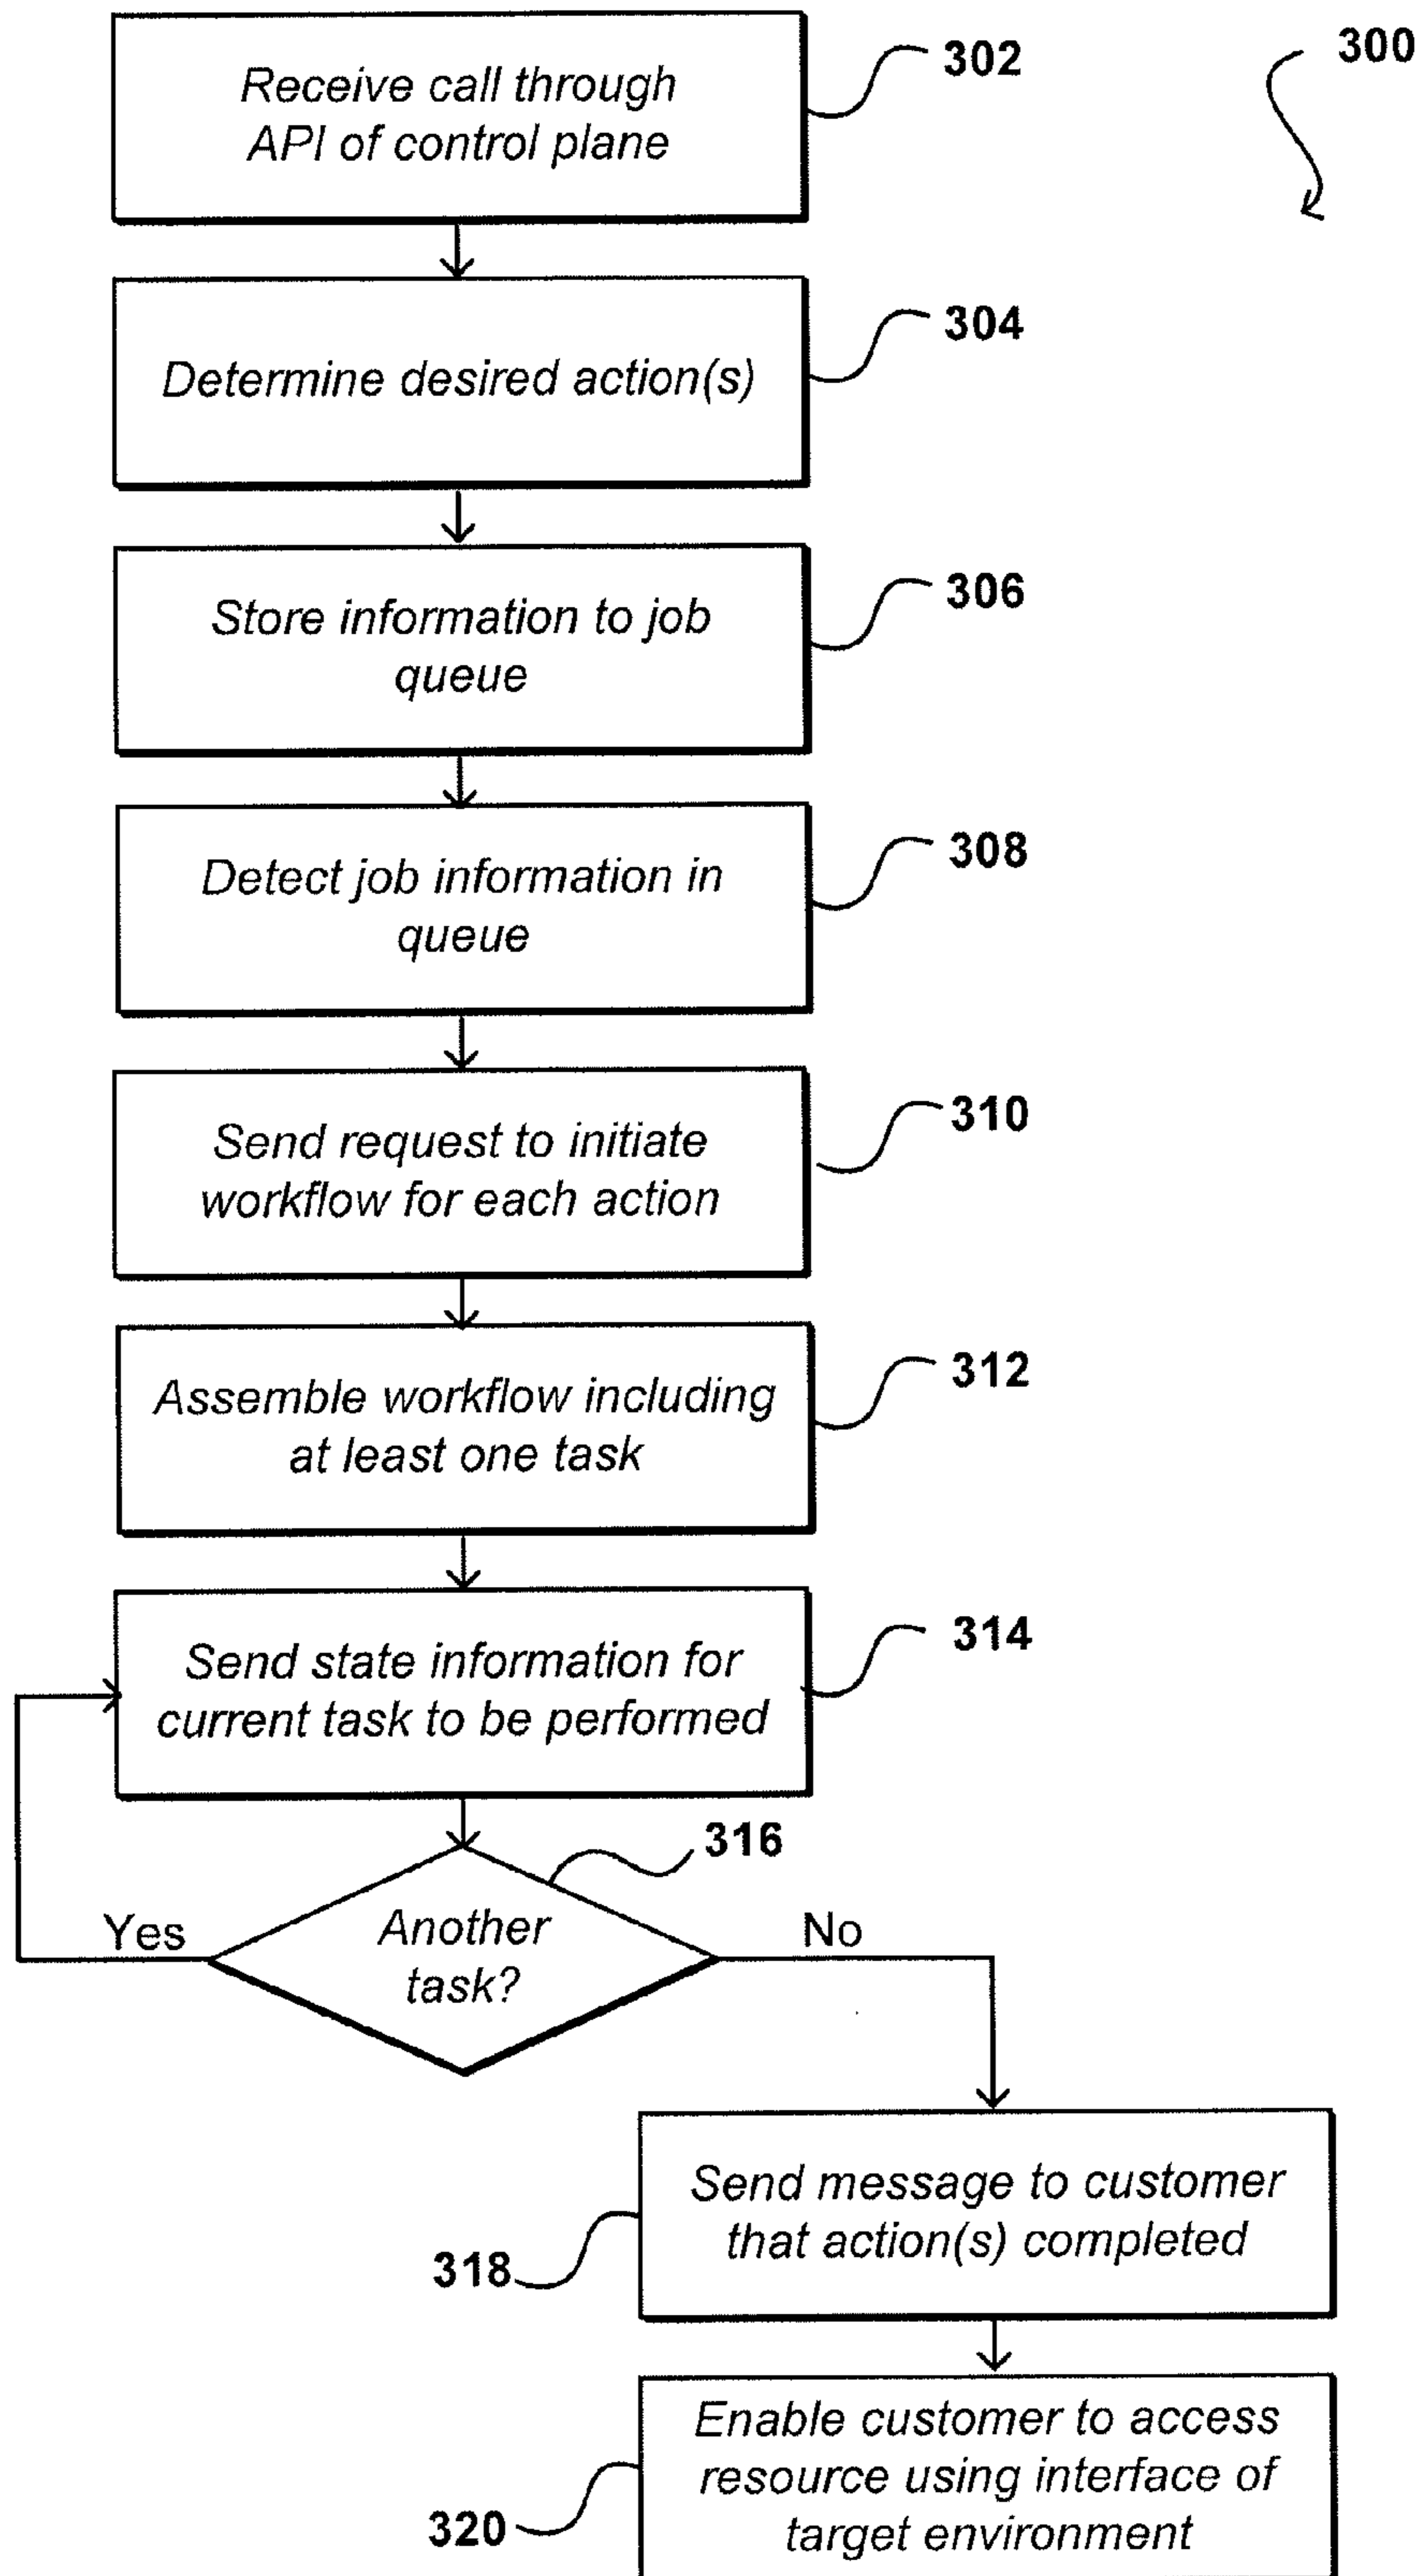 Receive call through
API of control plane
302
300
Determine desired action(s)
304
Store information to job
queue
306
Detect job information in
queue
308
Send request to initiate
workflow for each action
310
Assemble workflow including
at least one task
312
Send state information for
current task to be performed
314
316
Another
task?
Yes
No
Send message to customer
that action(s) completed
318
Enable customer to access
resource using interface of
target environment
320